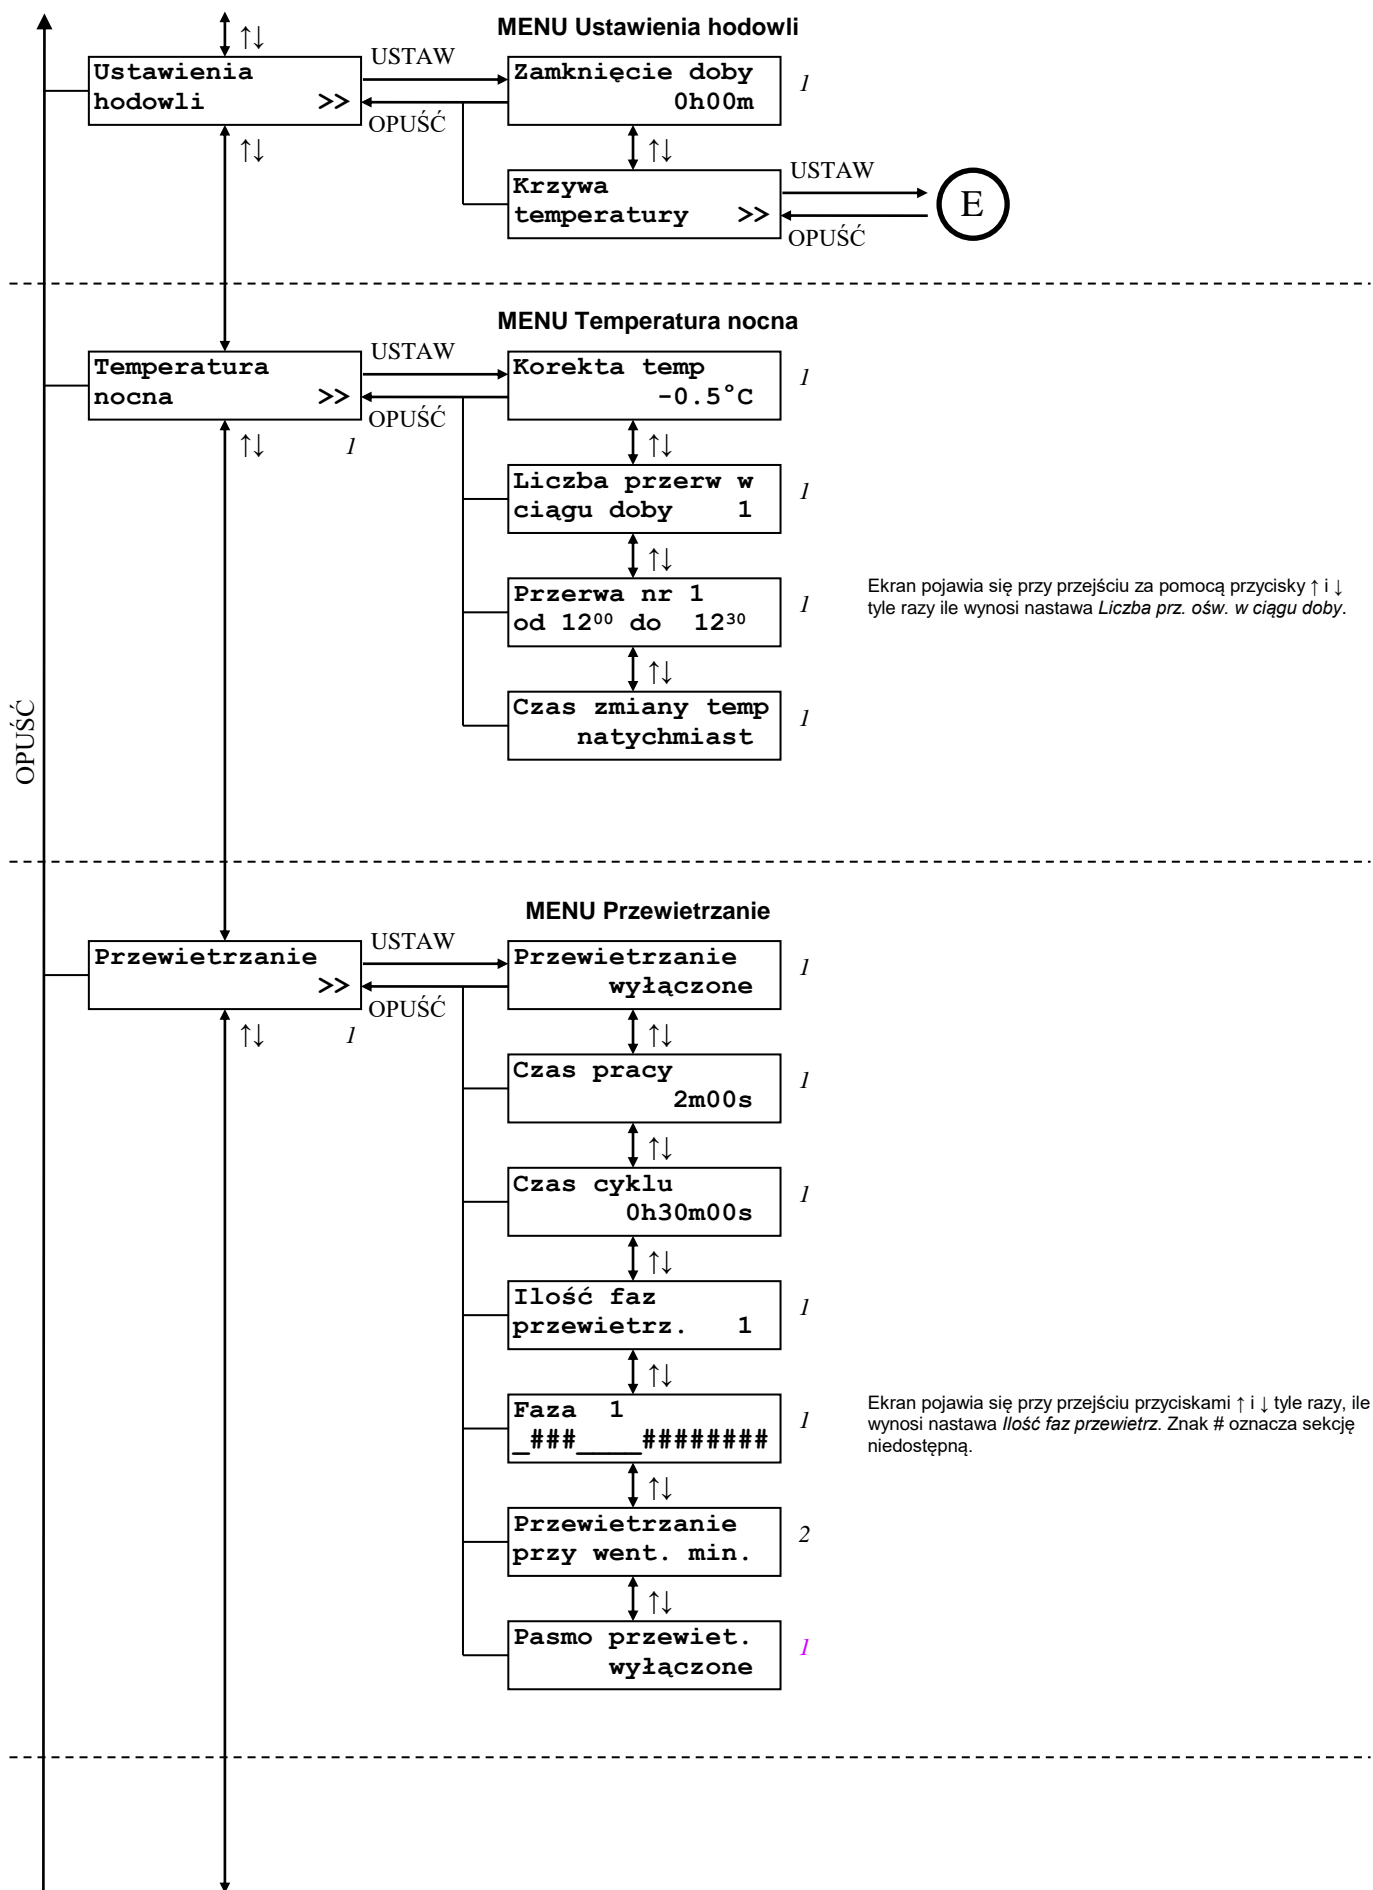 MENU Ustawienia hodowli
↑↓
Ustawienia
hodowli >>
USTAW
OPUŚĆ
Zamknięcie doby
0h00m
1
↑↓
↑↓
Krzywa
temperatury >>
USTAW
OPUŚĆ
E
MENU Temperatura nocna
Temperatura
nocna >>
USTAW
OPUŚĆ
Korekta temp
-0.5°C
1
↑↓
1
↑↓
Liczba przerw w
ciągu doby 1
1
↑↓
Przerwa nr 1
od 12⁰⁰ do 12³⁰
1
Ekran pojawia się przy przejściu za pomocą przycisky ↑ i ↓
tyle razy ile wynosi nastawa Liczba prz. ośw. w ciągu doby.
↑↓
Czas zmiany temp
natychmiast
1
OPUŚĆ
MENU Przewietrzanie
Przewietrzanie
>>
USTAW
OPUŚĆ
Przewietrzanie
wyłączone
1
↑↓
1
↑↓
Czas pracy
2m00s
1
↑↓
Czas cyklu
0h30m00s
1
↑↓
Ilość faz
przewietrz. 1
1
↑↓
Faza 1
_###____########
1
Ekran pojawia się przy przejściu przyciskami ↑ i ↓ tyle razy, ile
wynosi nastawa Ilość faz przewietrz. Znak # oznacza sekcję
niedostępną.
↑↓
Przewietrzanie
przy went. min.
2
↑↓
Pasmo przewiet.
wyłączone
1